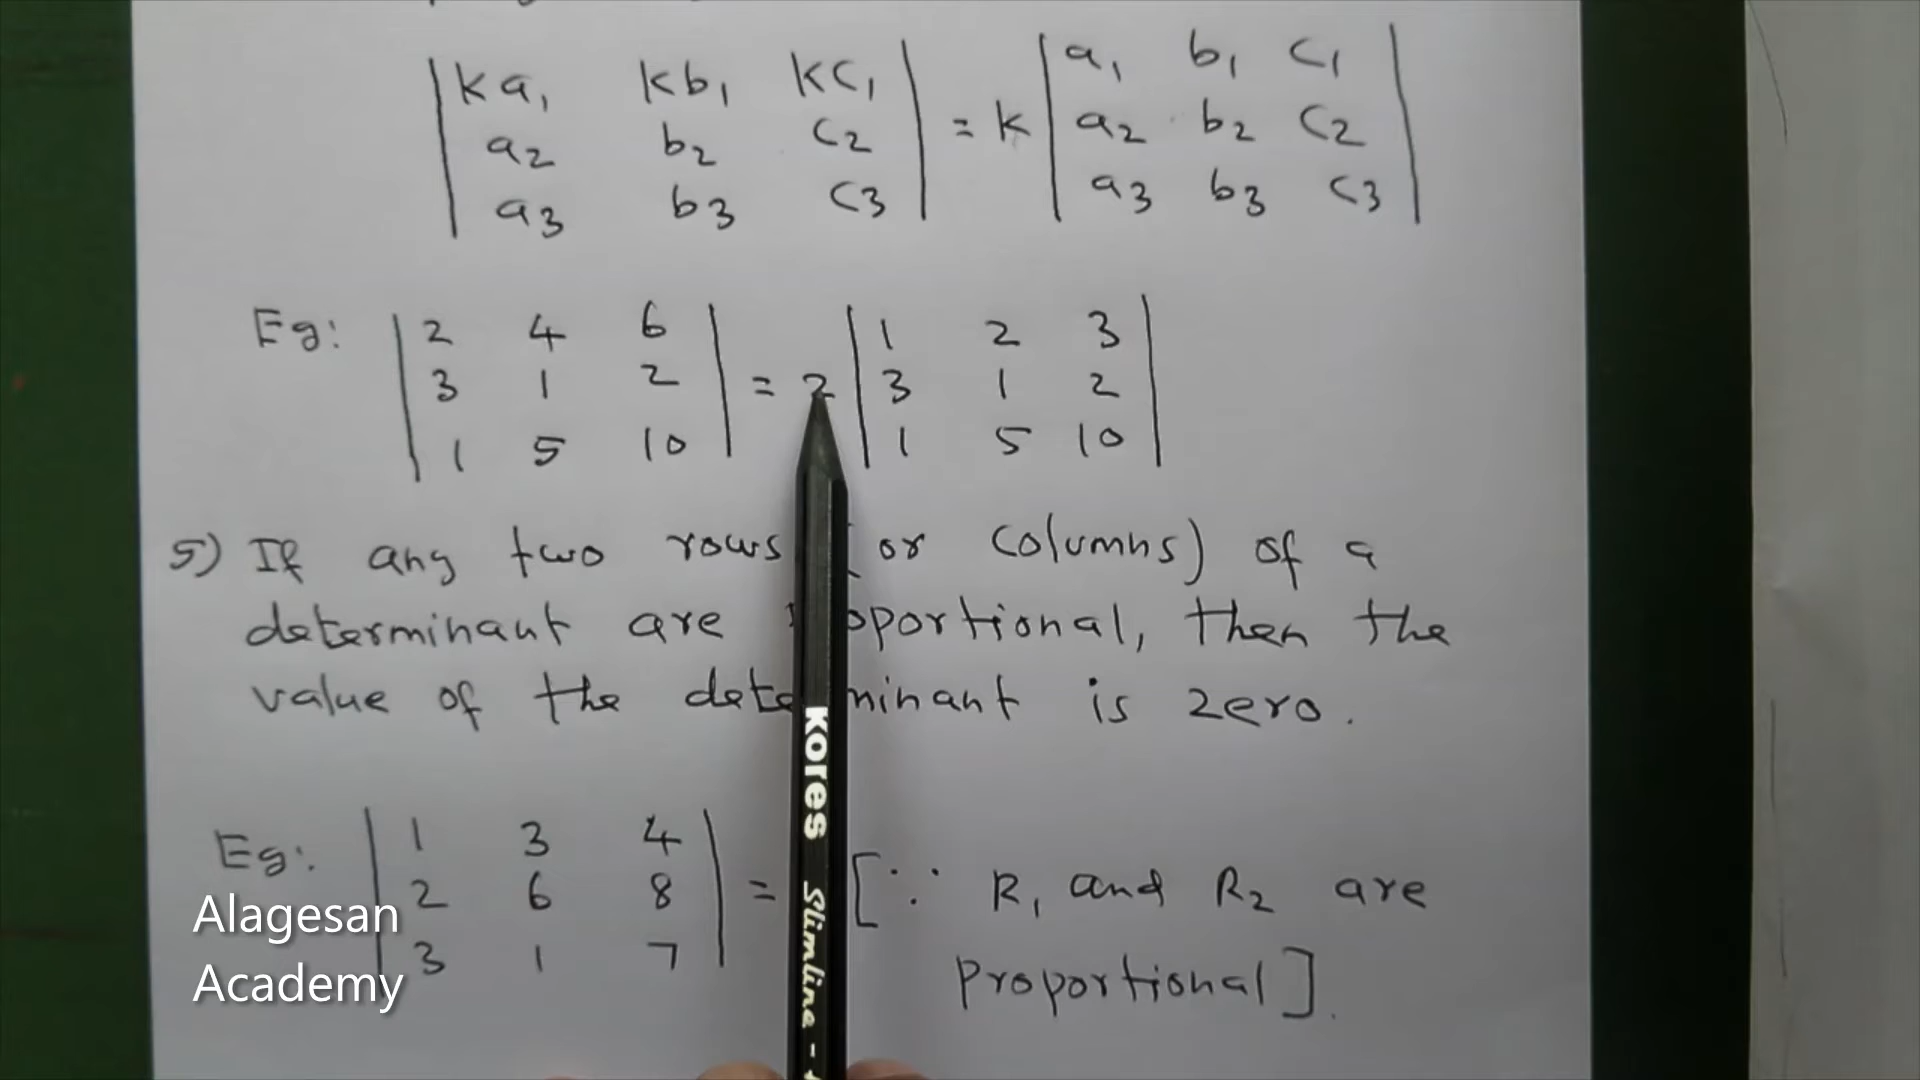 | ka₁ kb₁ kc₁ | = k | a₁ b₁ c₁ |
| a₂ b₂ c₂ | | a₂ b₂ c₂ |
| a₃ b₃ c₃ | | a₃ b₃ c₃ |
Eg: | 2 4 6 | | 1 2 3 |
| 3 1 2 | = 2 | 3 1 2 |
| 1 5 10 | | 1 5 10 |
5) If any two rows (or columns) of a
determinant are proportional, then the
value of the determinant is zero.
Eg: | 1 3 4 |
| 2 6 8 | = [∵ R₁ and R₂ are
| 3 1 7 | proportional].
Alagesan
Academy
kores Slimline -